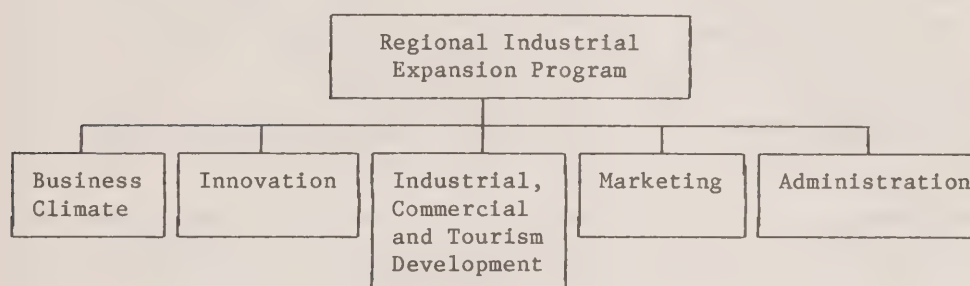 Regional Industrial
Expansion Program
Business
Climate
Innovation
Industrial,
Commercial
and Tourism
Development
Marketing
Administration